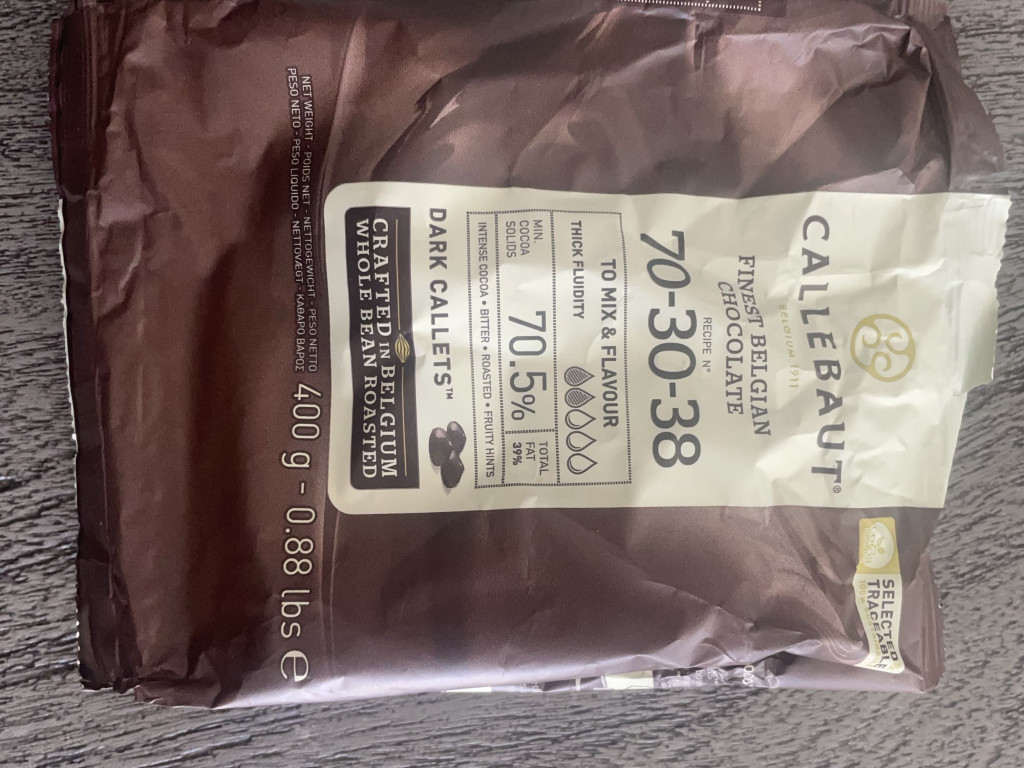 CALLEBAUT®
BELGIUM 1911
SELECTED
TRACEABLE
FINEST BELGIAN
CHOCOLATE
RECIPE N°
70-30-38
TO MIX & FLAVOUR
THICK FLUIDITY
MIN.
COCOA
SOLIDS
70.5%
TOTAL
FAT
39%
INTENSE COCOA • BITTER • ROASTED • FRUITY HINTS
DARK CALLETS™
CRAFTED IN BELGIUM
WHOLE BEAN ROASTED
NET WEIGHT - POIDS NET - NETTOGEWICHT - PESO NETTO
PESO NETO - PESO LIQUIDO - NETTOVÆGT - ΚΑΘΑΡΟ ΒΑΡΟΣ
400 g - 0.88 lbs e